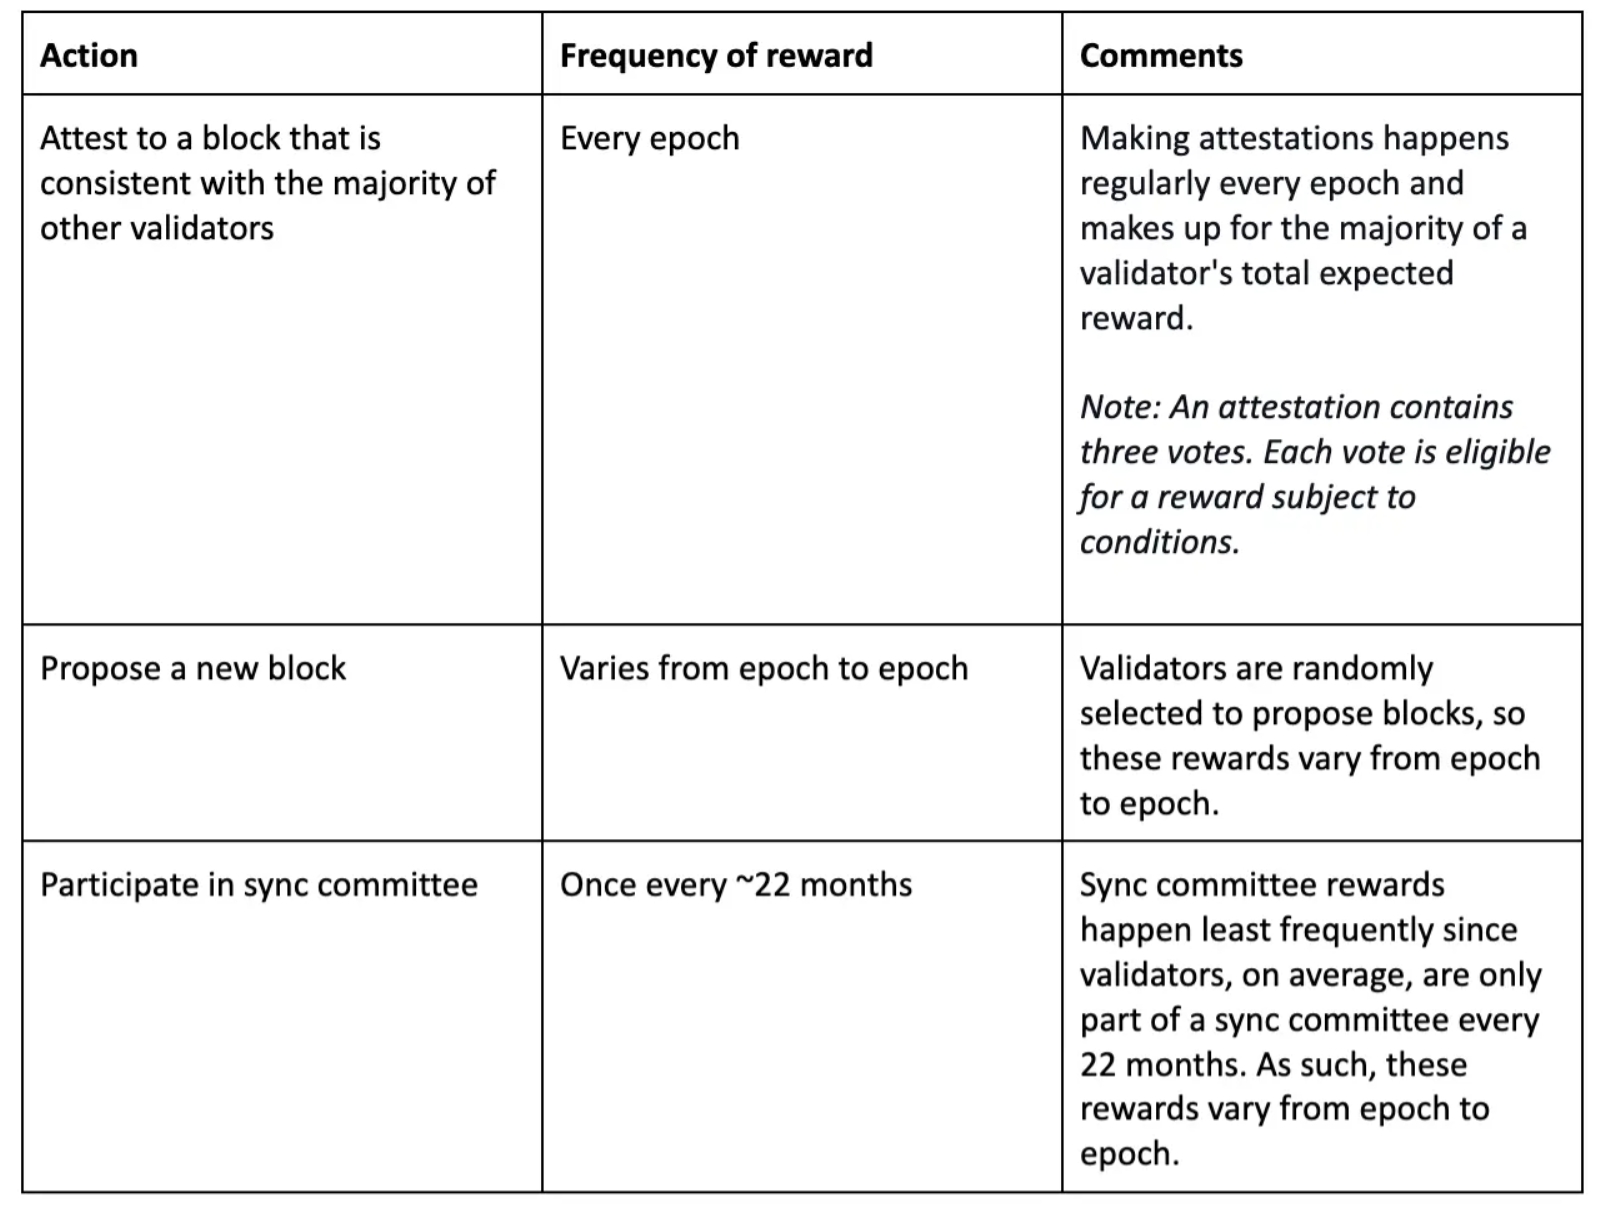 Action
Frequency of reward
Comments
Attest to a block that is
consistent with the majority of
other validators
Every epoch
Making attestations happens
regularly every epoch and
makes up for the majority of a
validator's total expected
reward.
Note: An attestation contains
three votes. Each vote is eligible
for a reward subject to
conditions.
Propose a new block
Varies from epoch to epoch
Validators are randomly
selected to propose blocks, so
these rewards vary from epoch
to epoch.
Participate in sync committee
Once every ~22 months
Sync committee rewards
happen least frequently since
validators, on average, are only
part of a sync committee every
22 months. As such, these
rewards vary from epoch to
epoch.